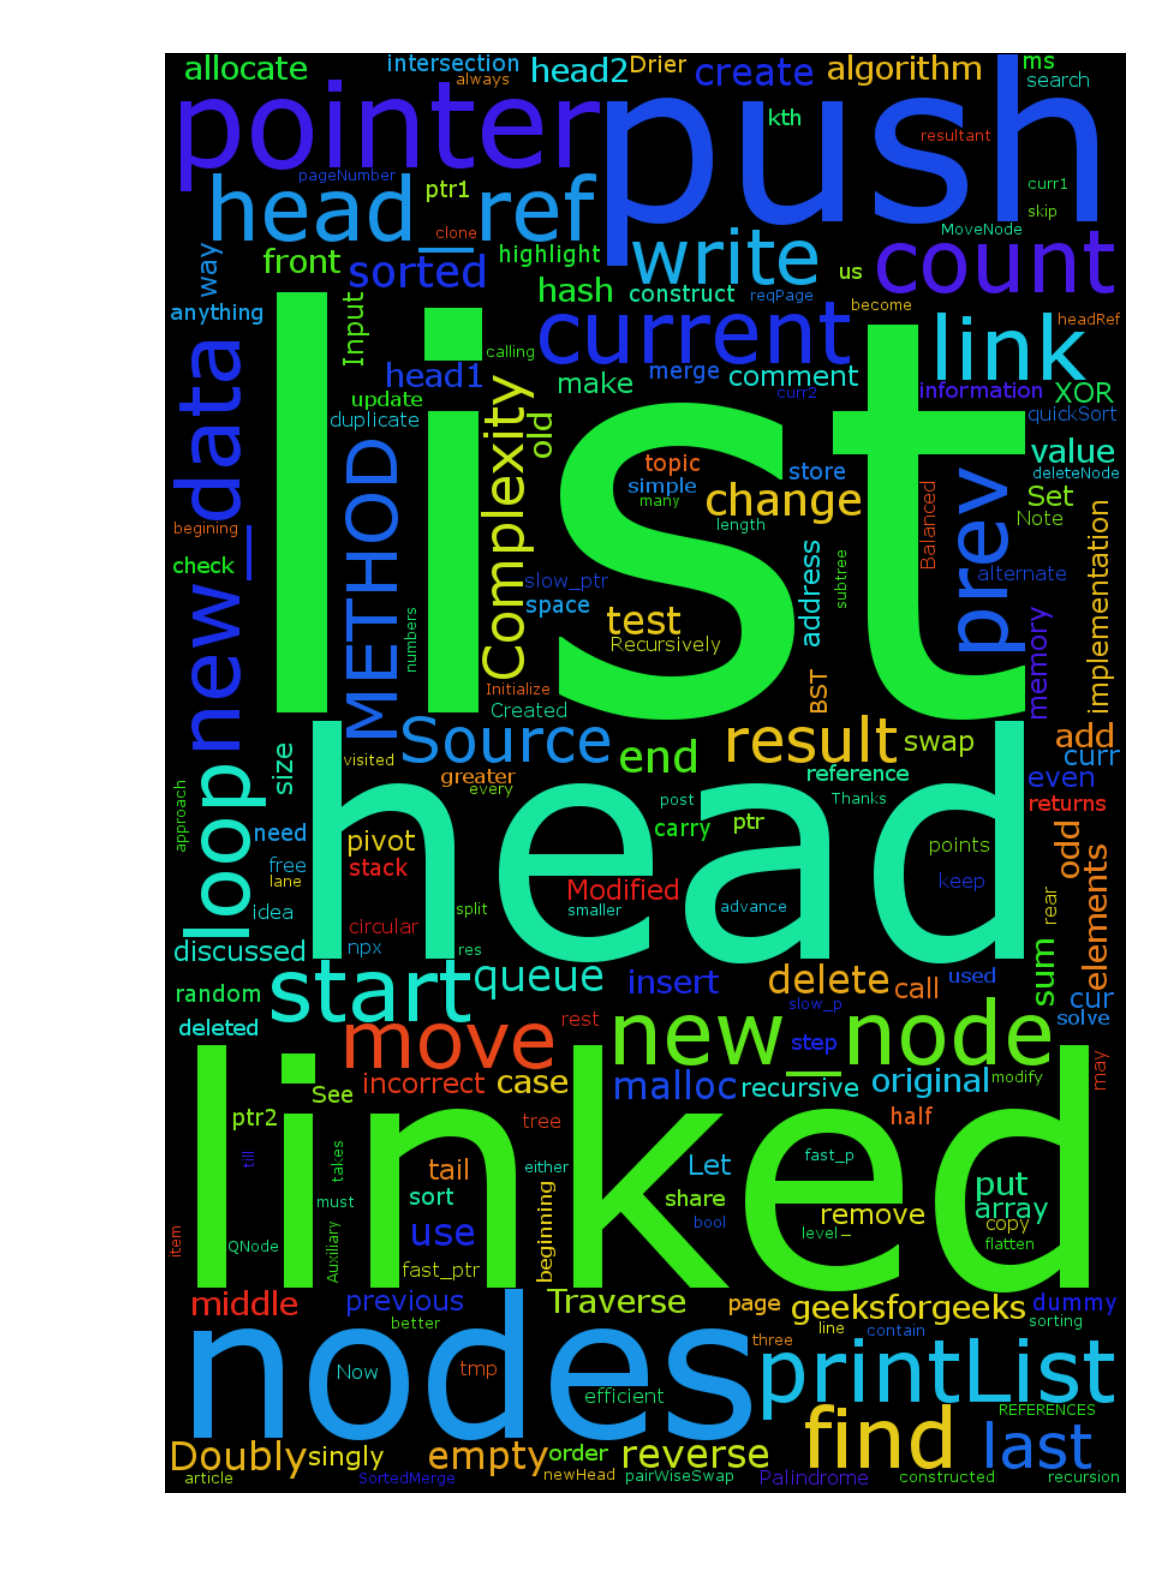 allocate intersection always head2 Drier create algorithm ms search
pointer push kth resultant
pageNumber ptr1 curr1 skip
head_ref clone highlight write MoveNode count
way front sorted hash construct reqPage us become
anything Input calling current link headRef
new_data list head1 update duplicate make merge comment curr2 information XOR quickSort
METHOD Complexity old topic simple many store change length value deleteNode
begining check numbers slow_ptr space test Recursively address subtree Balanced prev Set Note alternate implementation
Initialize Created BST memory
Source end result swap add curr
size visited greater every reference even
approach loop head need pivot stack post carry ptr Thanks returns
free lane idea Modified smaller advance points keep odd elements
circular npx split res rear
discussed start queue insert delete call used sum cur solve
random deleted move rest new_node slow_p step
linked See incorrect case malloc recursive original modify may
ptr2 till takes tree half
tail sort either Let share fast_p put array
must item QNode Auxiliary use fast_ptr beginning bool level_ remove copy flatten
middle previous better Traverse page geeksforgeeks line contain dummy sorting
nodes Now tmp efficient three printList REFERENCES
Doubly singly empty order reverse find last
article SortedMerge newHead pairWiseSwap Palindrome constructed recursion